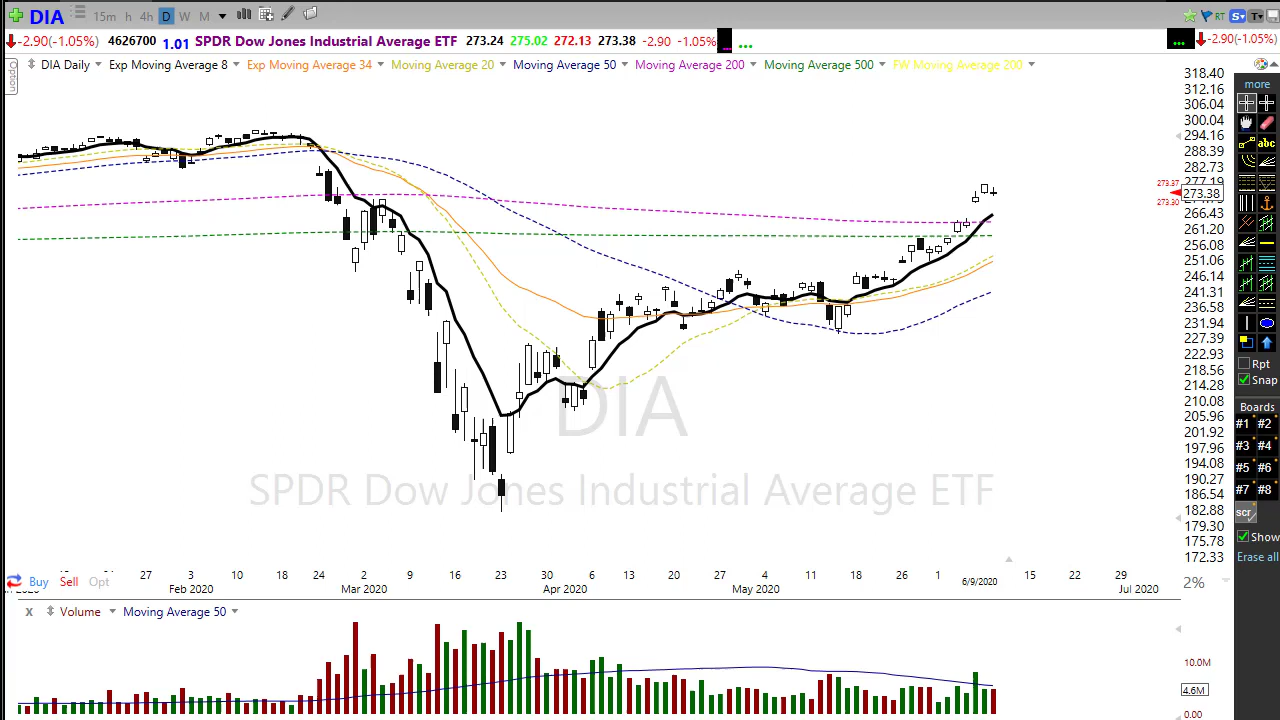 DIA 15m h 4h D W M RT S T
-2.90(-1.05%) 4626700 1.01 SPDR Dow Jones Industrial Average ETF 273.24 275.02 272.13 273.38 -2.90 -1.05% ... ... ... -2.90(-1.05%)
Option DIA Daily Exp Moving Average 8 Exp Moving Average 34 Moving Average 20 Moving Average 50 Moving Average 200 Moving Average 500 FW Moving Average 200
318.40
312.16
306.04
300.04
294.16
288.39
282.73
277.19
273.37
273.38
273.30
266.43
261.20
256.08
251.06
246.14
241.31
236.58
231.94
227.39
222.93
218.56
214.28
210.08
205.96
201.92
197.96
194.08
190.27
186.54
182.88
179.30
175.78
172.33
DIA
SPDR Dow Jones Industrial Average ETF
more
abc
Rpt
Snap
Boards
#1 #2
#3 #4
#5 #6
#7 #8
scr
Show
Erase all
27 3 10 18 24 2 9 16 23 30 6 13 20 27 4 11 18 26 1 6/9/2020 15 22 29
Feb 2020 Mar 2020 Apr 2020 May 2020 Jul 2020
Buy Sell Opt 2%
x Volume Moving Average 50
10.0M
4.6M
0.00